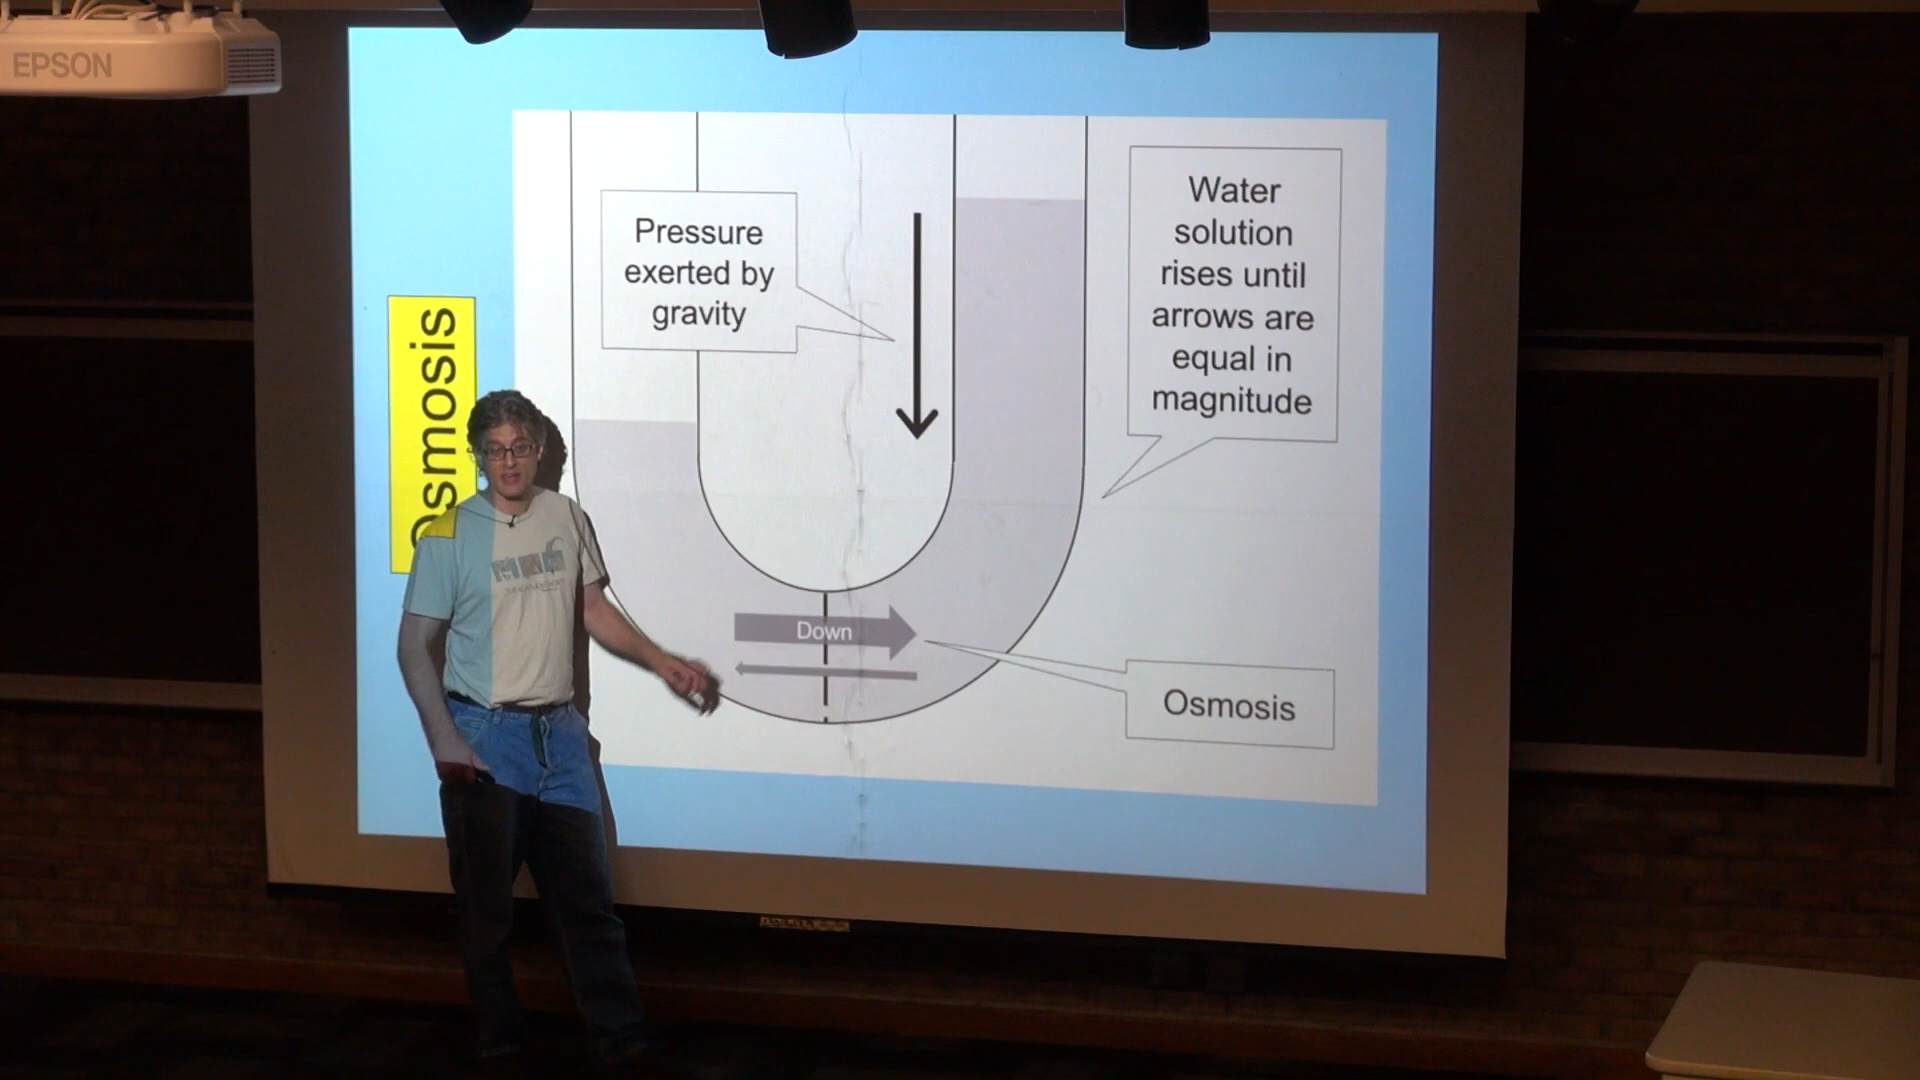 EPSON
Osmosis
Pressure
exerted by
gravity
Water
solution
rises until
arrows are
equal in
magnitude
Down
Osmosis